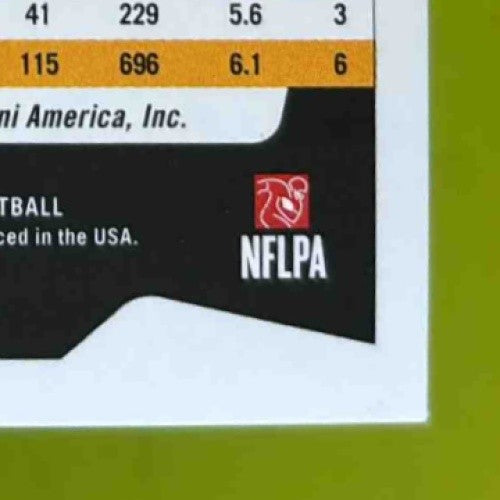 41 229 5.6 3
115 696 6.1 6
ni America, Inc.
TBALL
ced in the USA.
NFLPA